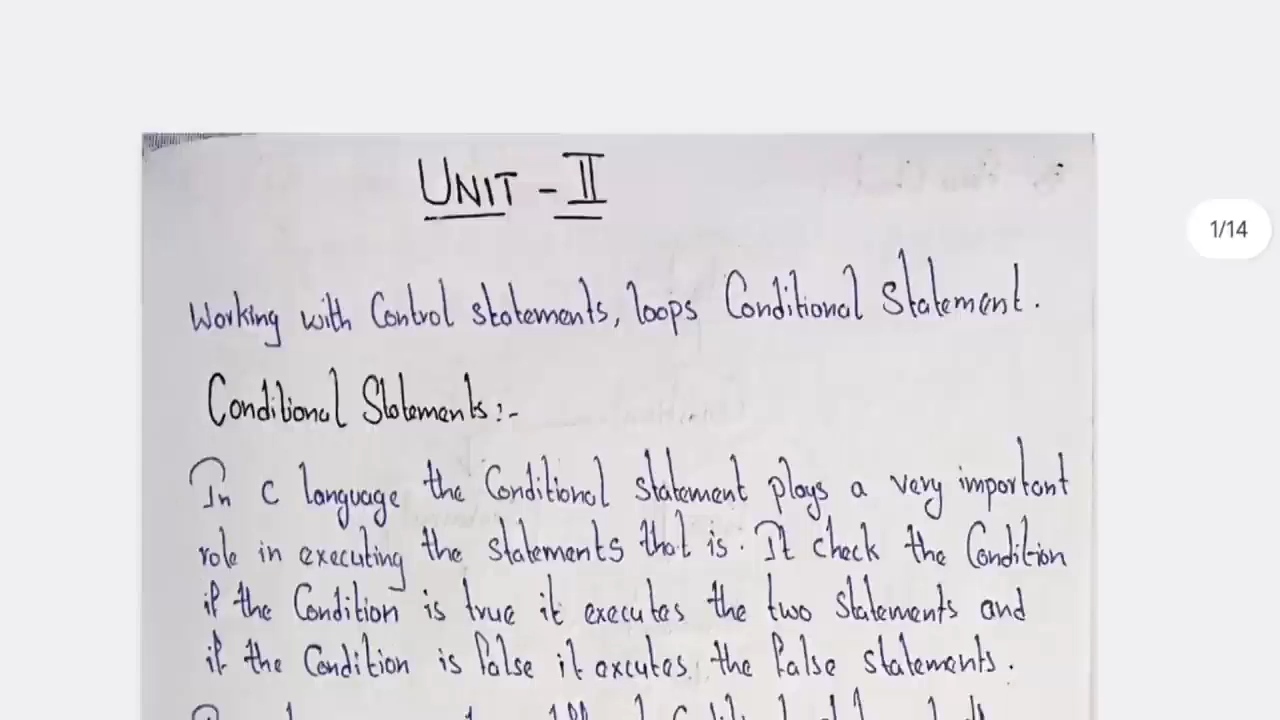 UNIT - II
1/14
Working with Control statements, loops Conditional Statement.
Conditional Statements:-
In C language the Conditional statement plays a very important
role in executing the statements that is. It check the Condition
if the Condition is true it executes the two statements and
if the Condition is false it excutes the false statements.